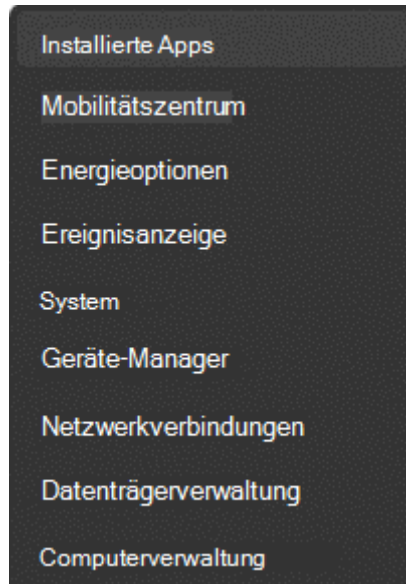 Installierte Apps
Mobilitätszentrum
Energieoptionen
Ereignisanzeige
System
Geräte-Manager
Netzwerkverbindungen
Datenträgerverwaltung
Computerverwaltung